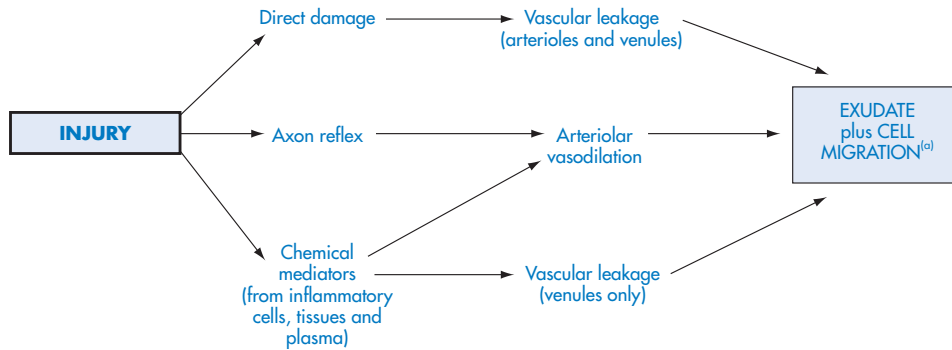 Direct damage
Vascular leakage
(arterioles and venules)
INJURY
Axon reflex
Arteriolar
vasodilation
EXUDATE
plus CELL
MIGRATION(a)
Chemical
mediators
(from inflammatory
cells, tissues and
plasma)
Vascular leakage
(venules only)